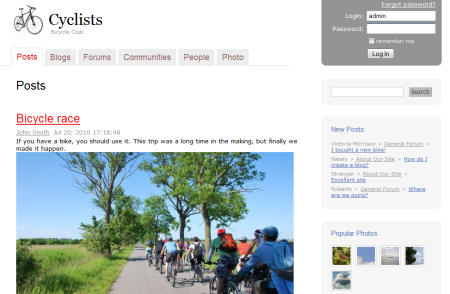 Cyclists
Bicycle Club
Forgot password?
Login: admin
Password:
remember me
Log In
Posts Blogs Forums Communities People Photo
Posts
Search
Bicycle race
John Smith Jul 20, 2010 17:18:48
If you have a bike, you should use it. This trip was a long time in the making, but finally we
made it happen.
New Posts
Victoria Morrison > General Forum >
I bought a new bike!
Nataly > About Our Site > How do I
create a blog?
Stranger > About Our Site >
Excellent site
Roberto > General Forum > Where
are we going?
Popular Photos